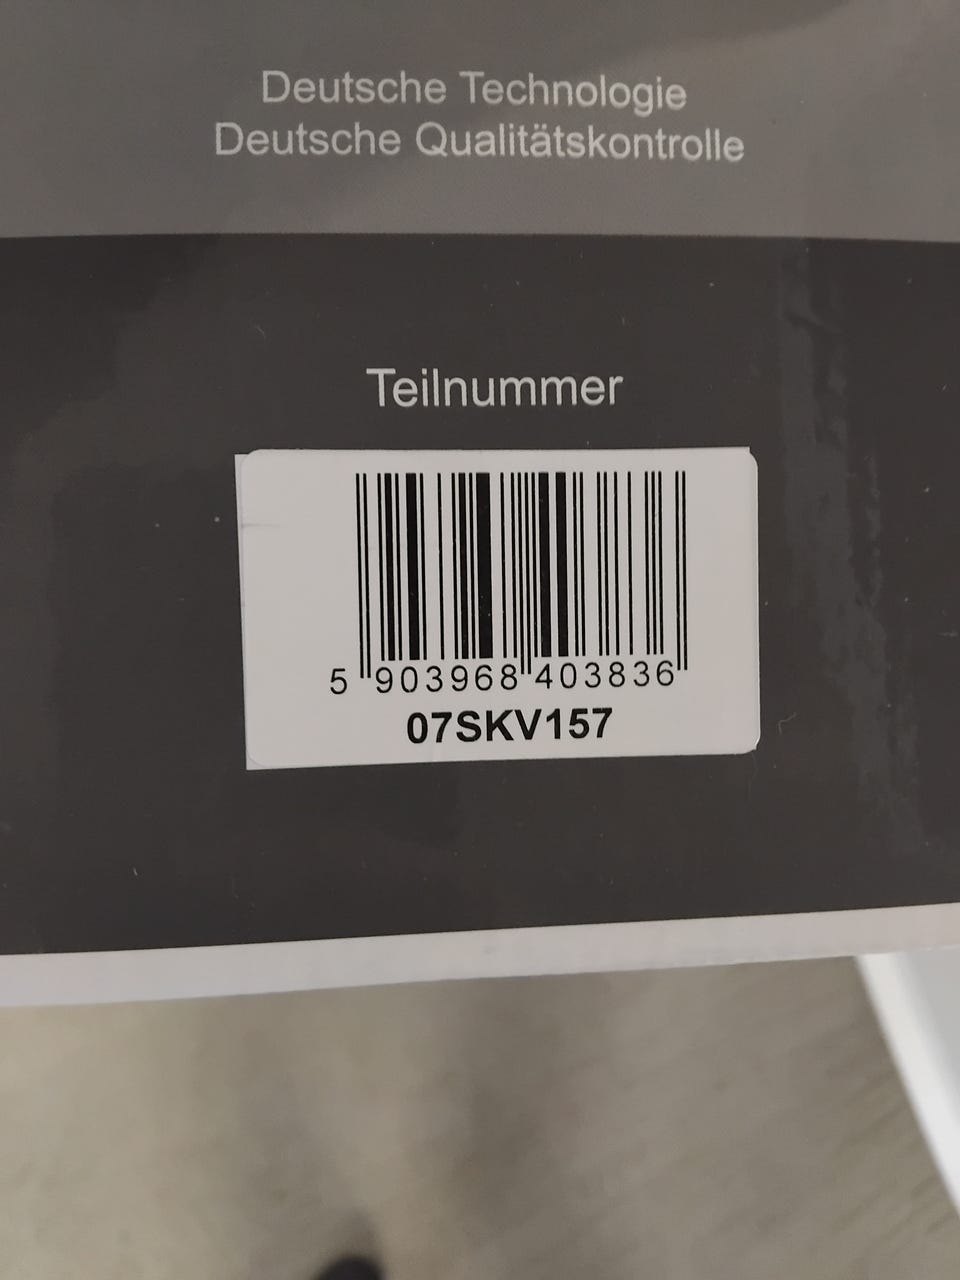 Deutsche Technologie
Deutsche Qualitätskontrolle
Teilnummer
5 903968 403836
07SKV157